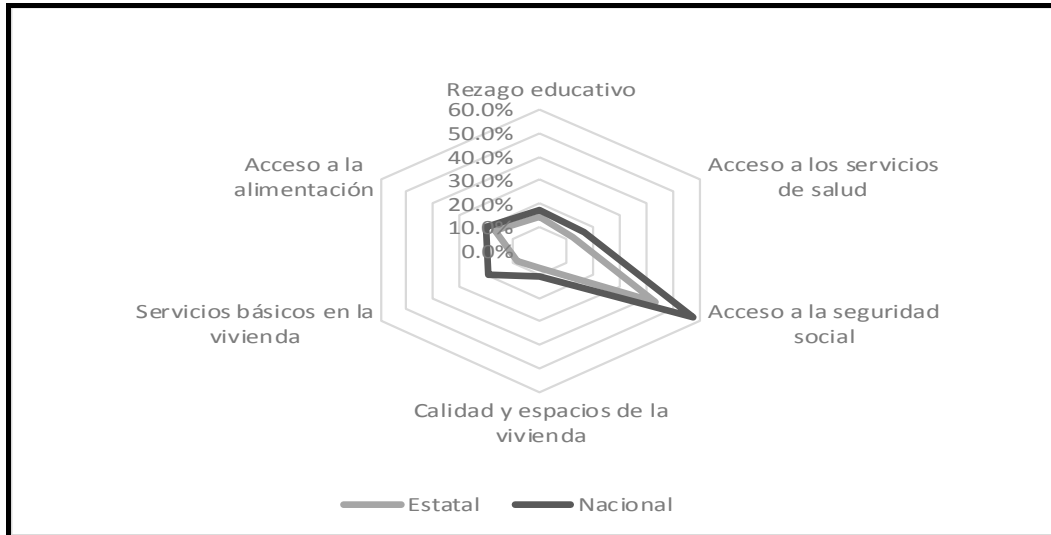 Rezago educativo
60.0%
50.0%
40.0%
30.0%
20.0%
10.0%
0.0%
Acceso a los servicios
de salud
Acceso a la seguridad
social
Calidad y espacios de la
vivienda
Servicios básicos en la
vivienda
Acceso a la
alimentación
Estatal
Nacional